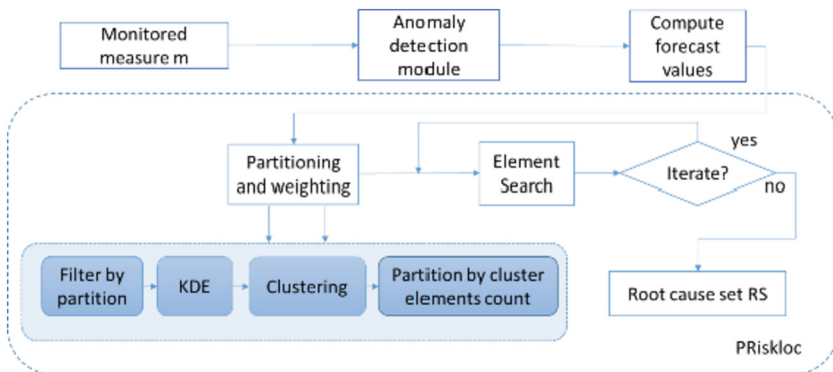 Monitored
measure m
Anomaly
detection
module
Compute
forecast
values
Partitioning
and weighting
Element
Search
Iterate?
yes
no
Filter by
partition
KDE
Clustering
Partition by cluster
elements count
Root cause set RS
PRiskloc